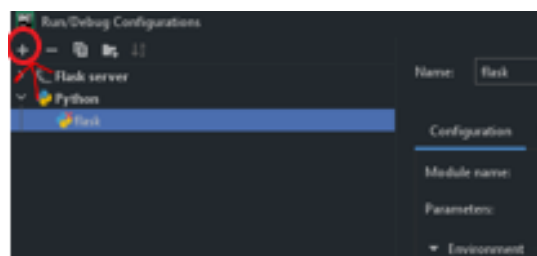 Run/Debug Configurations
Flask server
Python
flask
Name: flask
Configuration
Module name:
Parameters:
Environment